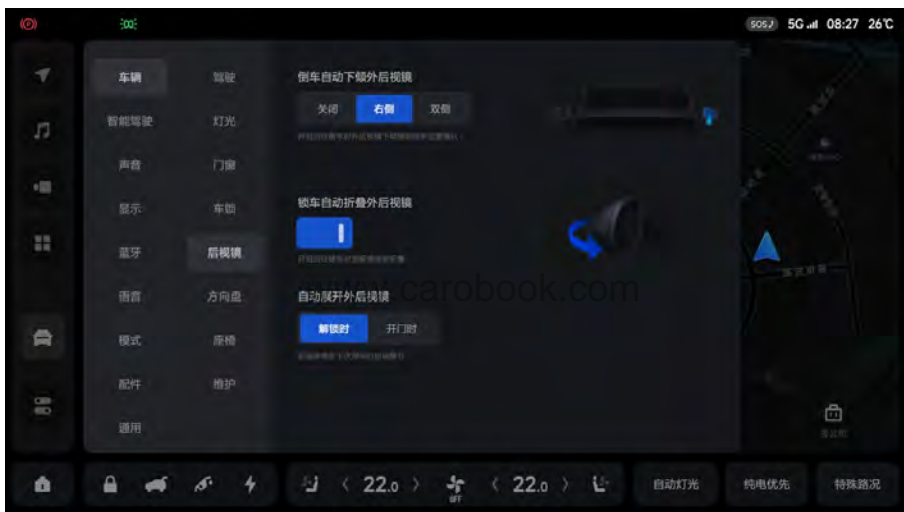 SOS 5G 08:27 26℃
车辆
智能驾驶
声音
显示
蓝牙
语言
模式
配件
通用
驾驶
灯光
门窗
车锁
后视镜
方向盘
座椅
维护
倒车自动下倾外后视镜
关闭 右侧 双侧
锁车自动折叠外后视镜
自动展开外后视镜
解锁时 开门时
www.carobook.com
22.0 OFF 22.0 自动灯光 纯电优先 特殊路况